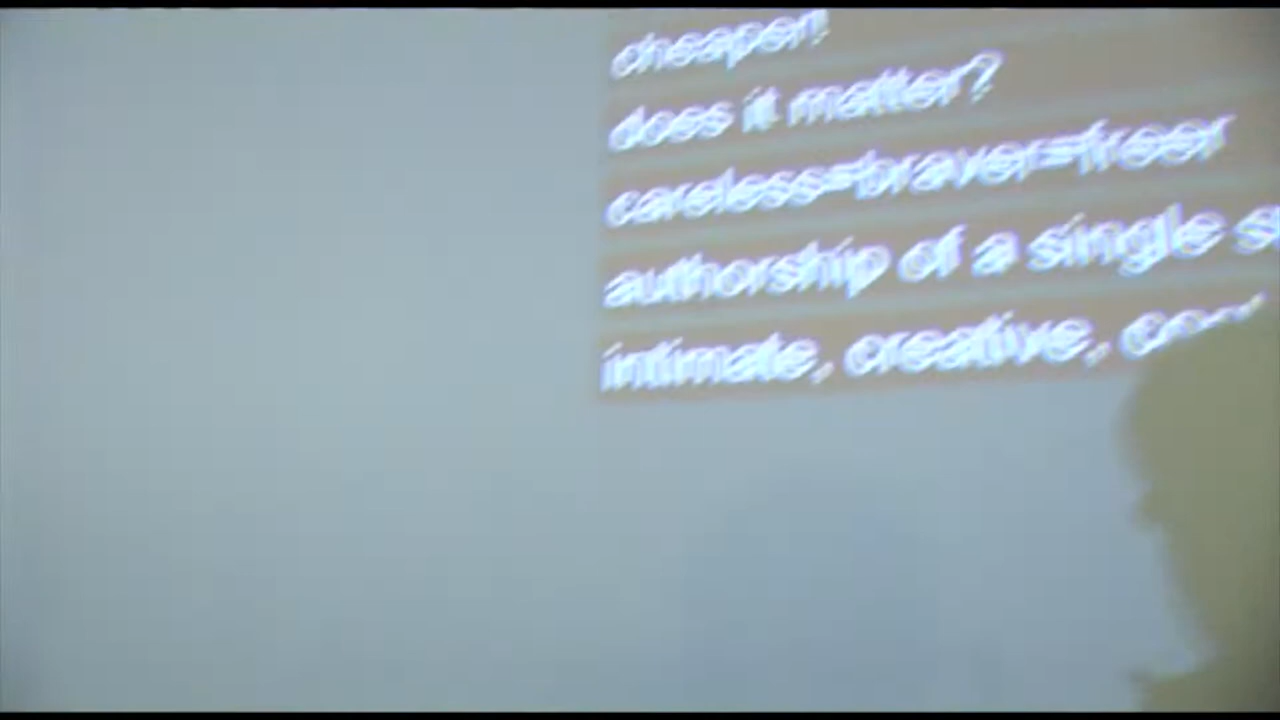 cheaper!
does it matter?
careless=braver=freer
authorship of a single
intimate, creative,